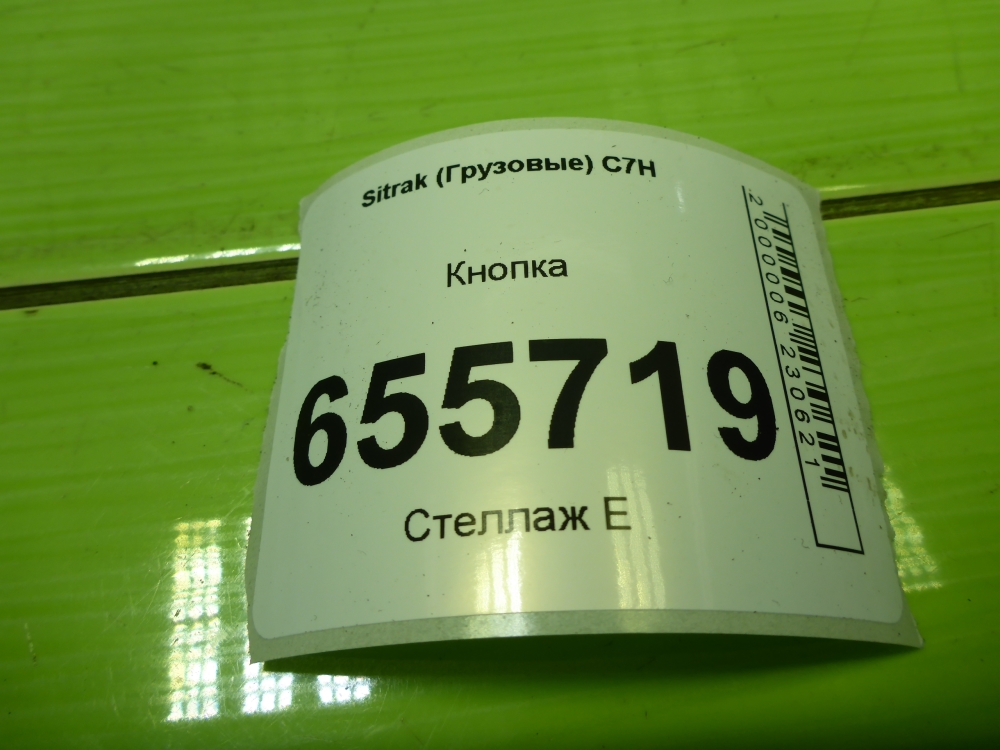 Sitrak (Грузовые) C7H
Кнопка
655719
Стеллаж E
2000006230621